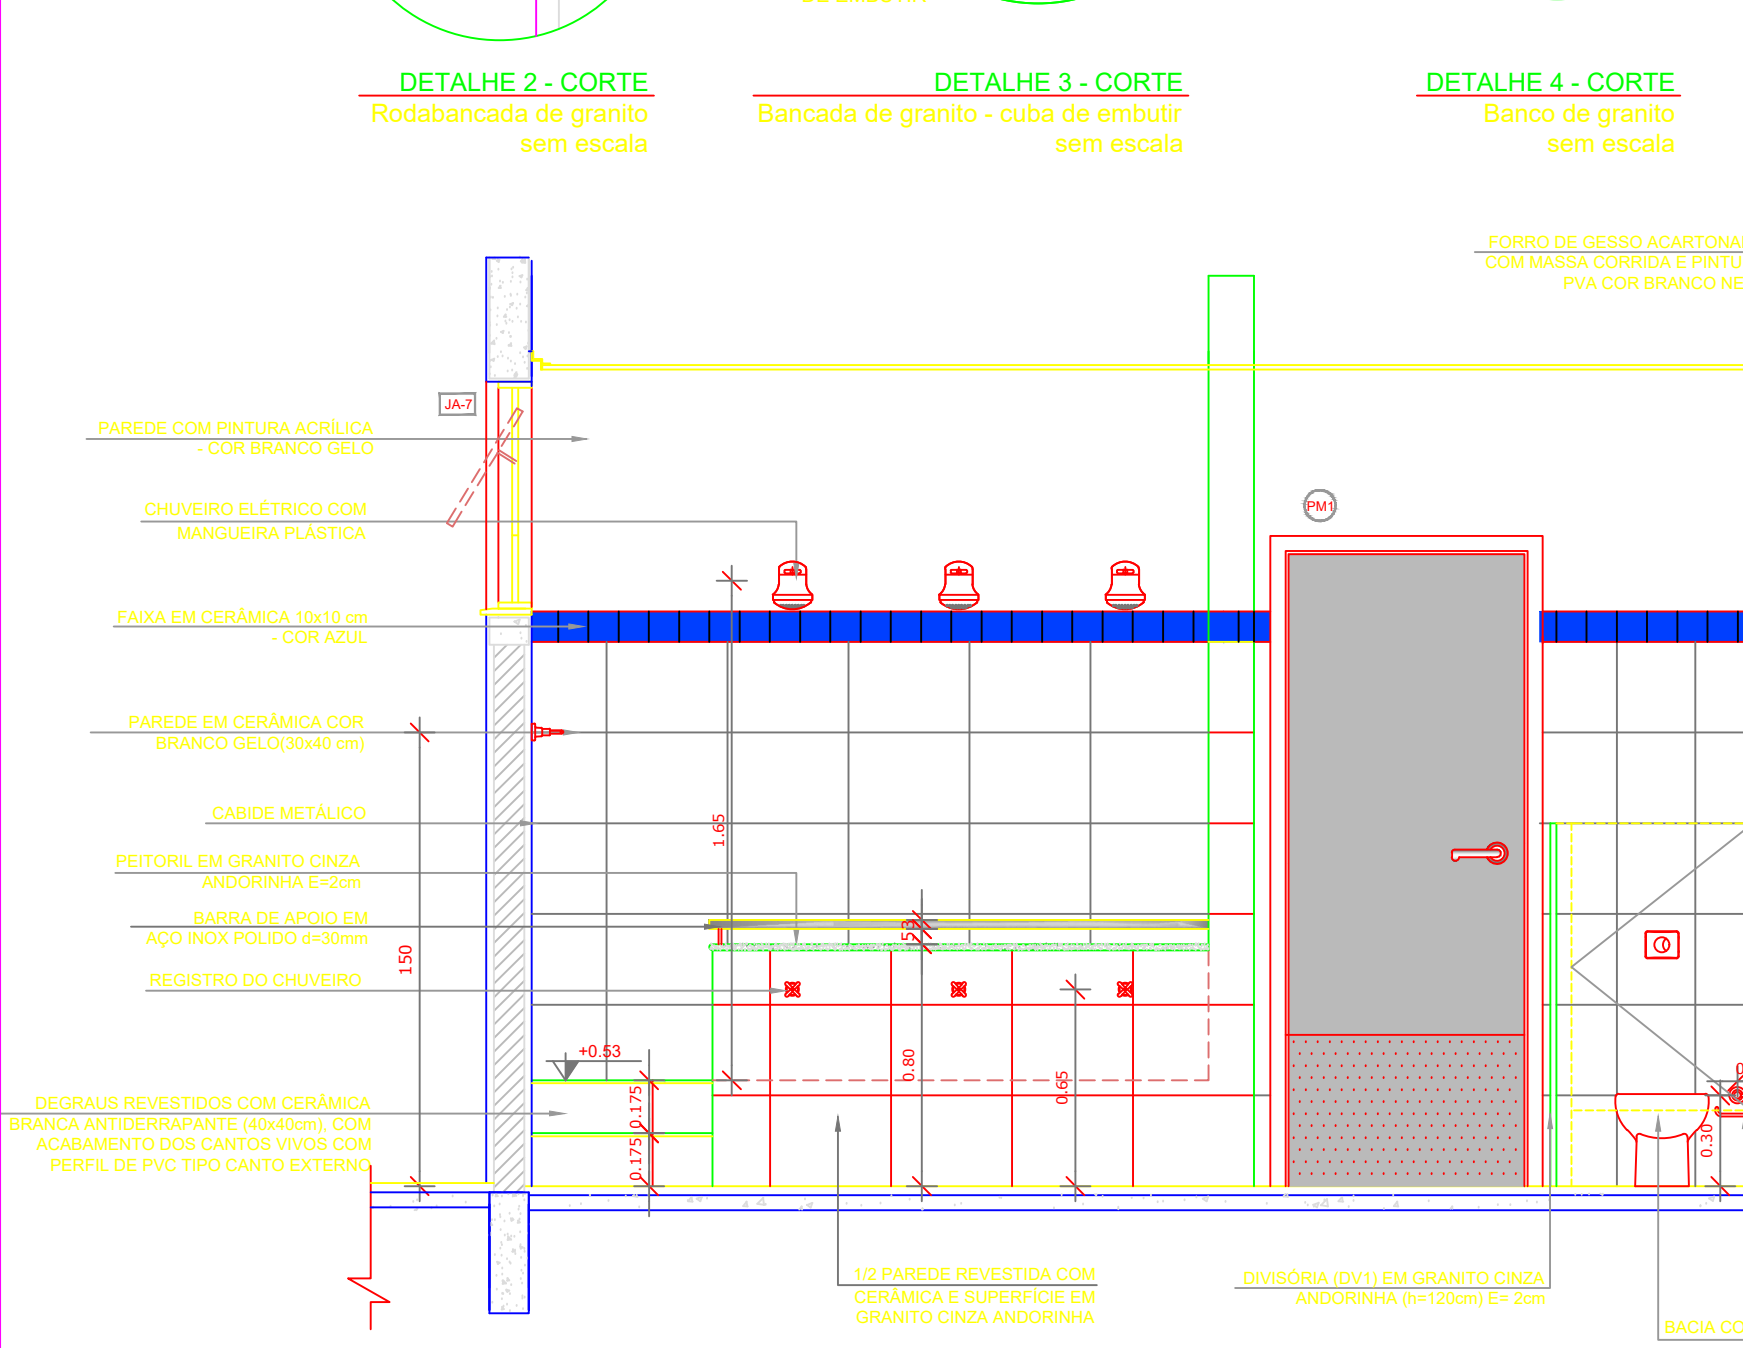 DETALHE 2 - CORTE
Rodabancada de granito
sem escala
DETALHE 3 - CORTE
Bancada de granito - cuba de embutir
sem escala
DETALHE 4 - CORTE
Banco de granito
sem escala
FORRO DE GESSO
COM MASSA CORRIDA E
PVA COR BRANCO
JA-7
PAREDE COM PINTURA ACRÍLICA
- COR BRANCO GELO
CHUVEIRO ELÉTRICO COM
MANGUEIRA PLÁSTICA
PM1
FAIXA EM CERÂMICA 10x10 cm
- COR AZUL
PAREDE EM CERÂMICA COR
BRANCO GELO(30x40 cm)
CABIDE METÁLICO
PEITORIL EM GRANITO CINZA
ANDORINHA E=2cm
BARRA DE APOIO EM
AÇO INOX POLIDO d=30mm
REGISTRO DO CHUVEIRO
150
1.65
+0.53
0.175
0.175
0.80
0.65
0.30
DEGRAUS REVESTIDOS COM CERÂMICA
BRANCA ANTIDERRAPANTE (40x40cm), COM
ACABAMENTO DOS CANTOS VIVOS COM
PERFIL DE PVC TIPO CANTO EXTERNO
1/2 PAREDE REVESTIDA COM
CERÂMICA E SUPERFÍCIE EM
GRANITO CINZA ANDORINHA
DIVISÓRIA (DV1) EM GRANITO CINZA
ANDORINHA (h=120cm) E= 2cm
BACIA